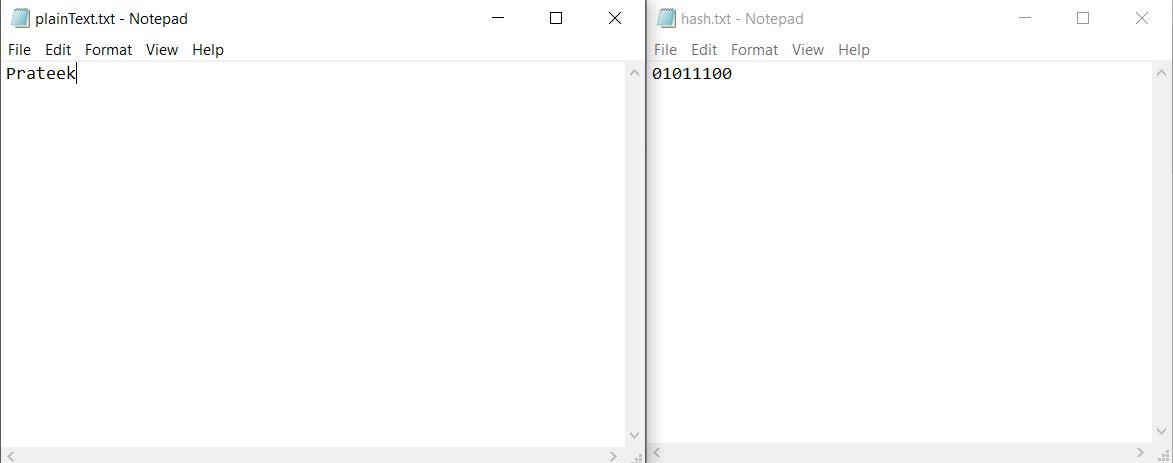 plainText.txt - Notepad
File Edit Format View Help
Prateek
hash.txt - Notepad
File Edit Format View Help
01011100